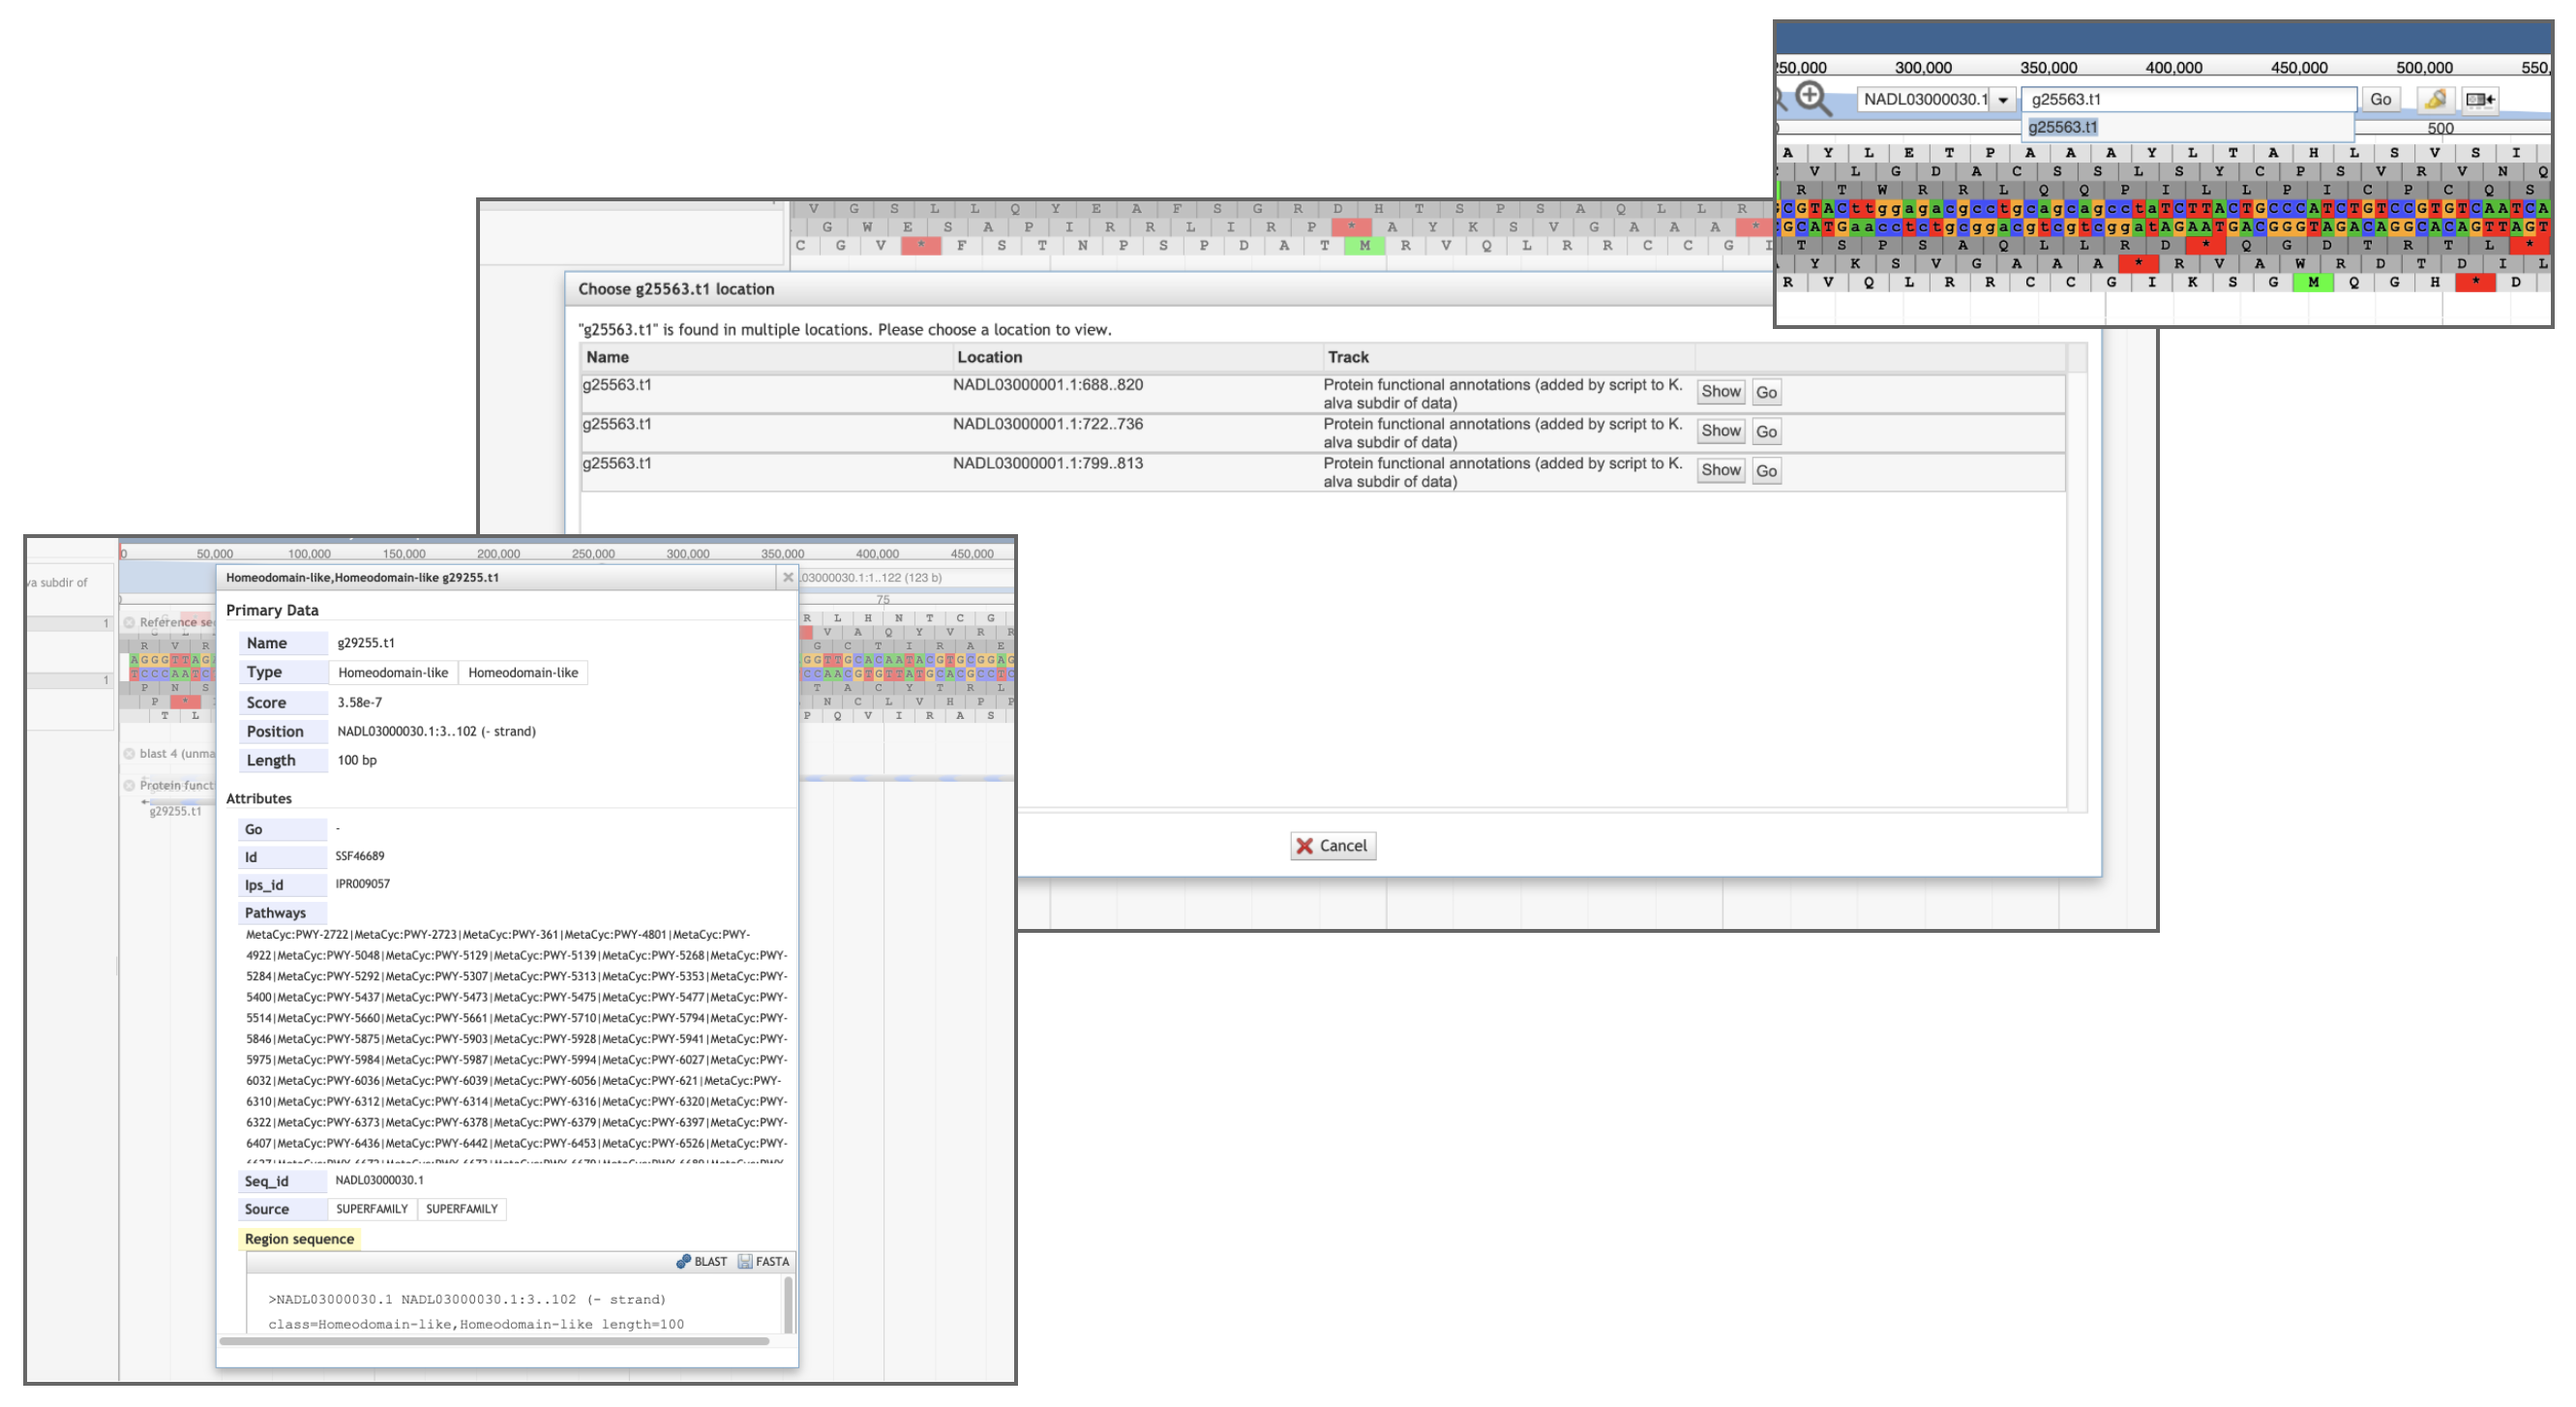 250,000 300,000 350,000 400,000 450,000 500,000 550,
NADL03000030.1 g25563.t1 Go
g25563.t1 500
A Y L E T P A A A Y L T A H L S V S I
V L G D A C S S L S Y C P S V R V N Q
R T W R R L Q Q P I L L P I C P C Q S
GCGTACttggagacgcctgcagcagcctaTCTTACTGCCCATCTGTCCGTGTCAATCA
CGCATGaacctctgcggacgtcgtcggatAGAATGACGGGTAGACAGGCACAGTTAGT
T S P S A Q L L R D * Q G D T R T L *
Y K S V G A A A * R V A W R D T D I L
R V Q L R R C C G I K S G M Q G H * D
V G S L L Q Y E A F S G R D H T S P S A Q L L R
G W E S A P I R R L I R P * A Y K S V G A A A *
C G V * F S T N P S P D A T M R V Q L R R C C G I
Choose g25563.t1 location
"g25563.t1" is found in multiple locations. Please choose a location to view.
Name Location Track
g25563.t1 NADL03000001.1:688..820 Protein functional annotations (added by script to K. Show Go
alva subdir of data)
g25563.t1 NADL03000001.1:722..736 Protein functional annotations (added by script to K. Show Go
alva subdir of data)
g25563.t1 NADL03000001.1:799..813 Protein functional annotations (added by script to K. Show Go
alva subdir of data)
Cancel
0 50,000 100,000 150,000 200,000 250,000 300,000 350,000 400,000 450,000
Homeodomain-like,Homeodomain-like g29255.t1
.03000030.1:1..122 (123 b)
va subdir of
75
1
1
Reference se
R L H N T C G
V A Q Y V R R
R V R G C T I R A E
AGGGTTAG GGTTGCACAATACGTGCGGAG
TCCCAATC CCAACGTGTTATGCACGCCTC
P N S T A C Y T R L
P * N C L V H P P
T L P Q V I R A S
blast 4 (unma
Protein funct
g29255.t1
Primary Data
Name g29255.t1
Type Homeodomain-like Homeodomain-like
Score 3.58e-7
Position NADL03000030.1:3..102 (- strand)
Length 100 bp
Attributes
Go -
Id SSF46689
Ips_id IPR009057
Pathways
MetaCyc:PWY-2722|MetaCyc:PWY-2723|MetaCyc:PWY-361|MetaCyc:PWY-4801|MetaCyc:PWY-
4922|MetaCyc:PWY-5048|MetaCyc:PWY-5129|MetaCyc:PWY-5139|MetaCyc:PWY-5268|MetaCyc:PWY-
5284|MetaCyc:PWY-5292|MetaCyc:PWY-5307|MetaCyc:PWY-5313|MetaCyc:PWY-5353|MetaCyc:PWY-
5400|MetaCyc:PWY-5437|MetaCyc:PWY-5473|MetaCyc:PWY-5475|MetaCyc:PWY-5477|MetaCyc:PWY-
5514|MetaCyc:PWY-5660|MetaCyc:PWY-5661|MetaCyc:PWY-5710|MetaCyc:PWY-5794|MetaCyc:PWY-
5846|MetaCyc:PWY-5875|MetaCyc:PWY-5903|MetaCyc:PWY-5928|MetaCyc:PWY-5941|MetaCyc:PWY-
5975|MetaCyc:PWY-5984|MetaCyc:PWY-5987|MetaCyc:PWY-5994|MetaCyc:PWY-6027|MetaCyc:PWY-
6032|MetaCyc:PWY-6036|MetaCyc:PWY-6039|MetaCyc:PWY-6056|MetaCyc:PWY-621|MetaCyc:PWY-
6310|MetaCyc:PWY-6312|MetaCyc:PWY-6314|MetaCyc:PWY-6316|MetaCyc:PWY-6320|MetaCyc:PWY-
6322|MetaCyc:PWY-6373|MetaCyc:PWY-6378|MetaCyc:PWY-6379|MetaCyc:PWY-6397|MetaCyc:PWY-
6407|MetaCyc:PWY-6436|MetaCyc:PWY-6442|MetaCyc:PWY-6453|MetaCyc:PWY-6526|MetaCyc:PWY-
Seq_id NADL03000030.1
Source SUPERFAMILY SUPERFAMILY
Region sequence
BLAST FASTA
>NADL03000030.1 NADL03000030.1:3..102 (- strand)
class=Homeodomain-like,Homeodomain-like length=100